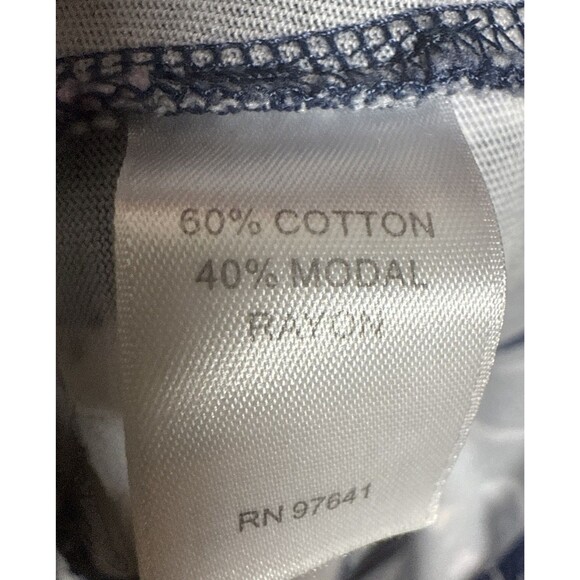 60% COTTON
40% MODAL
RAYON
RN 97641